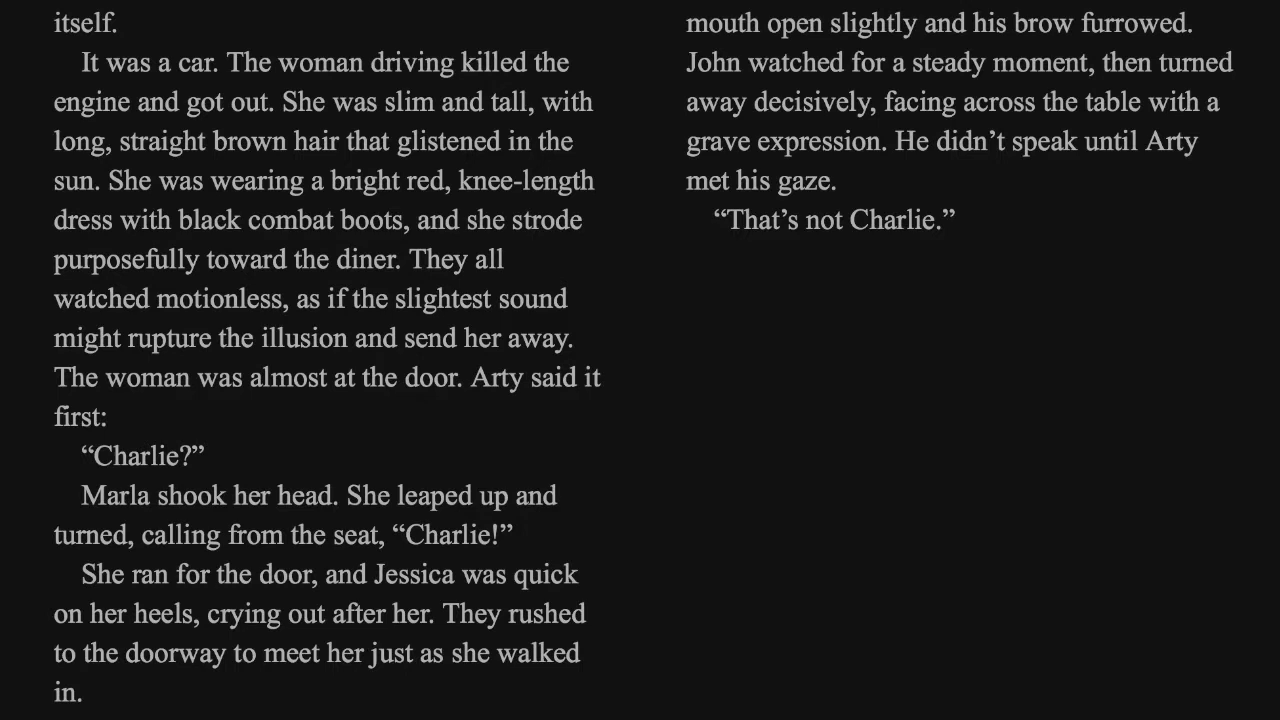 itself.
It was a car. The woman driving killed the
engine and got out. She was slim and tall, with
long, straight brown hair that glistened in the
sun. She was wearing a bright red, knee-length
dress with black combat boots, and she strode
purposefully toward the diner. They all
watched motionless, as if the slightest sound
might rupture the illusion and send her away.
The woman was almost at the door. Arty said it
first:
“Charlie?”
Marla shook her head. She leaped up and
turned, calling from the seat, “Charlie!”
She ran for the door, and Jessica was quick
on her heels, crying out after her. They rushed
to the doorway to meet her just as she walked
in.
mouth open slightly and his brow furrowed.
John watched for a steady moment, then turned
away decisively, facing across the table with a
grave expression. He didn’t speak until Arty
met his gaze.
“That’s not Charlie.”